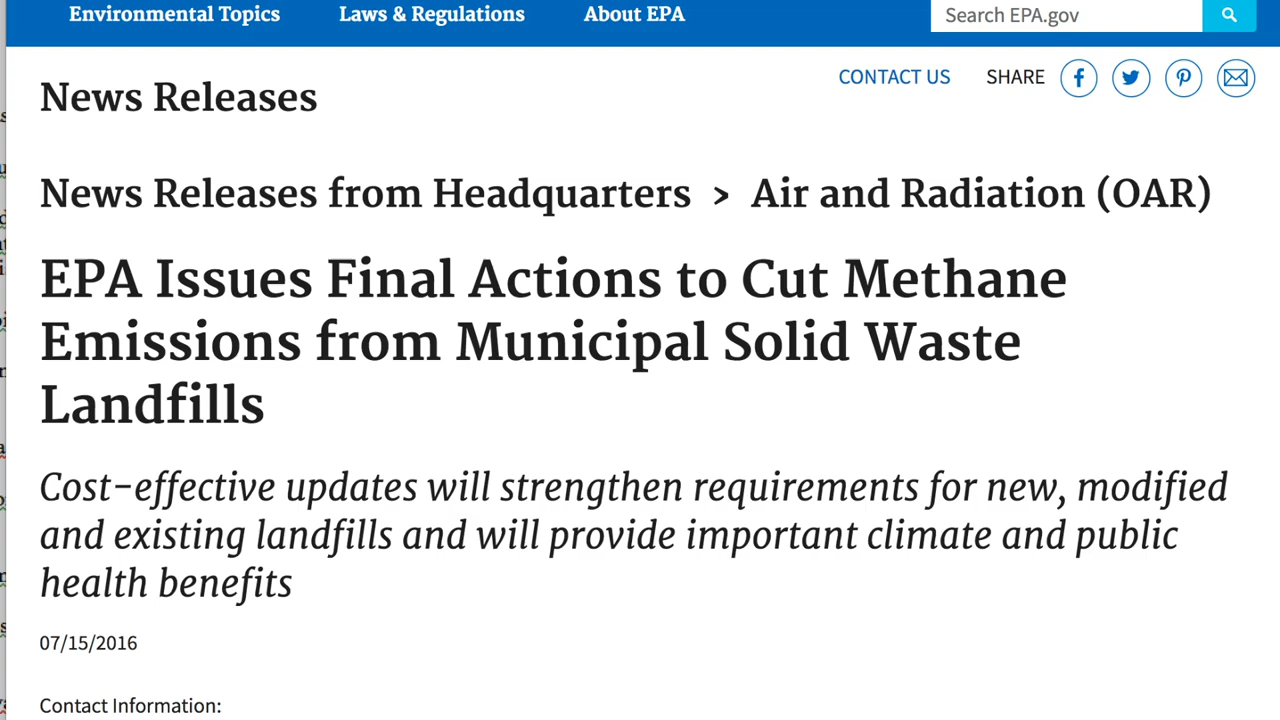 Environmental Topics Laws & Regulations About EPA Search EPA.gov
CONTACT US SHARE
News Releases
News Releases from Headquarters > Air and Radiation (OAR)
EPA Issues Final Actions to Cut Methane
Emissions from Municipal Solid Waste
Landfills
Cost-effective updates will strengthen requirements for new, modified
and existing landfills and will provide important climate and public
health benefits
07/15/2016
Contact Information: